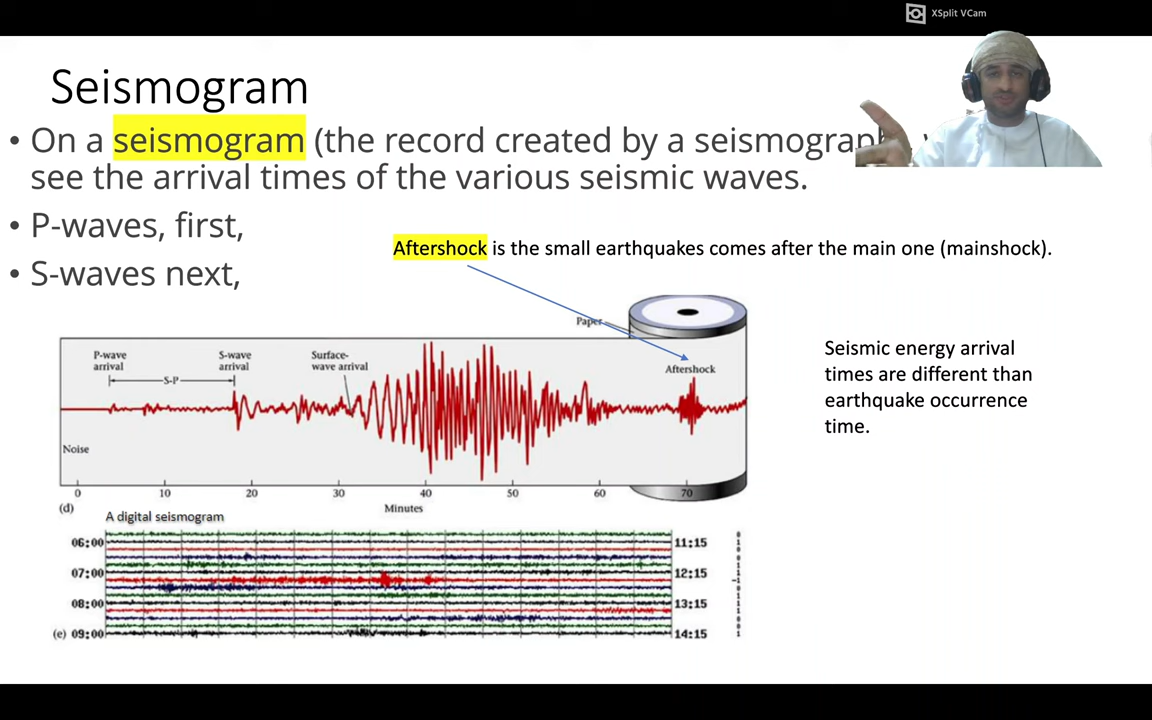 XSplit VCam
Seismogram
• On a seismogram (the record created by a seismograph
see the arrival times of the various seismic waves.
• P-waves, first,
Aftershock is the small earthquakes comes after the main one (mainshock).
• S-waves next,
Paper
P-wave
arrival
S-P
S-wave
arrival
Surface-
wave arrival
Aftershock
Seismic energy arrival
times are different than
earthquake occurrence
time.
Noise
0 10 20 30 40 50 60 70
(d) Minutes
A digital seismogram
06:00 11:15
07:00 12:15
08:00 13:15
(e) 09:00 14:15